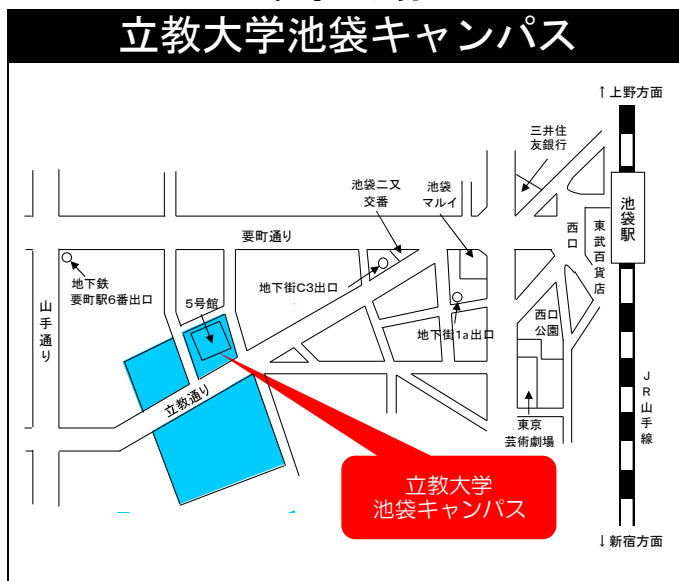 立教大学池袋キャンパス
↑上野方面
三井住
友銀行
池袋二又
交番
池袋
マルイ
池袋駅
西口
東武百貨店
要町通り
地下鉄
要町駅6番出口
地下街C3出口
5号館
山手通り
地下街1a出口
西口
公園
JR山手線
立教通り
東京
芸術劇場
立教大学
池袋キャンパス
↓新宿方面